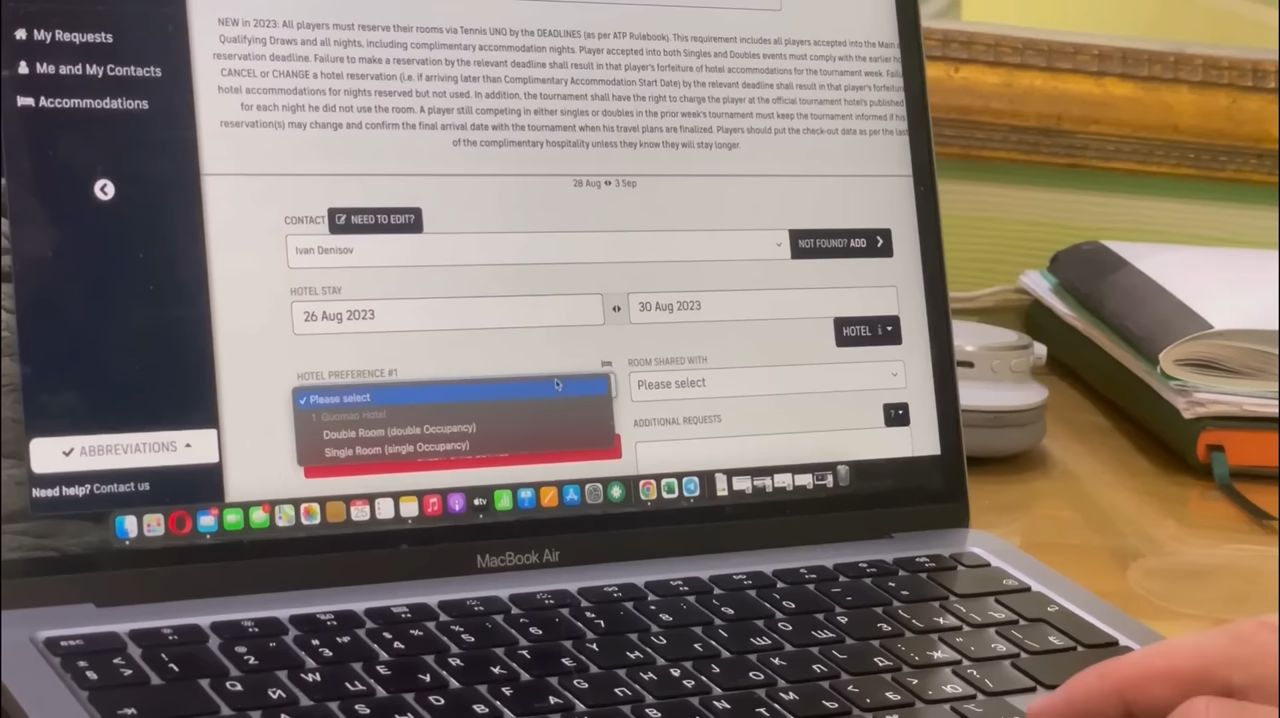 My Requests
Me and My Contacts
Accommodations
ABBREVIATIONS
Need help? Contact us
NEW in 2023: All players must reserve their rooms via Tennis UNO by the DEADLINES (as per ATP Rulebook). This requirement includes all players accepted into the Main
Qualifying Draws and all nights, including complimentary accommodation nights. Player accepted into both Singles and Doubles events must comply with the earlier
reservation deadline. Failure to make a reservation by the relevant deadline shall result in that player's forfeiture of hotel accommodations for the tournament week.
CANCEL or CHANGE a hotel reservation (i.e. if arriving later than Complimentary Accommodation Start Date) by the relevant deadline shall result in that player's
hotel accommodations for nights reserved but not used. In addition, the tournament shall have the right to charge the player at the official tournament hotel's published
for each night he did not use the room. A player still competing in either singles or doubles in the prior week's tournament must keep the tournament informed if his
reservation(s) may change and confirm the final arrival date with the tournament when his travel plans are finalized. Players should put the check-out date as per the last
of the complimentary hospitality unless they know they will stay longer.
28 Aug 3 Sep
CONTACT NEED TO EDIT?
Ivan Denisov
NOT FOUND? ADD
HOTEL STAY
26 Aug 2023
30 Aug 2023
HOTEL
HOTEL PREFERENCE #1
ROOM SHARED WITH
Please select
Please select
1 Guomao Hotel
Double Room (double Occupancy)
Single Room (single Occupancy)
ADDITIONAL REQUESTS
?
MacBook Air
esc